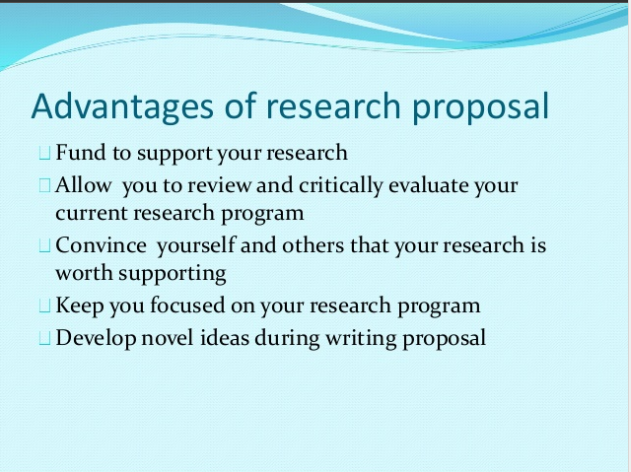 Advantages of research proposal
Fund to support your research
Allow  you to review and critically evaluate your
current research program
Convince  yourself and others that your research is
worth supporting
Keep you focused on your research program
Develop novel ideas during writing proposal